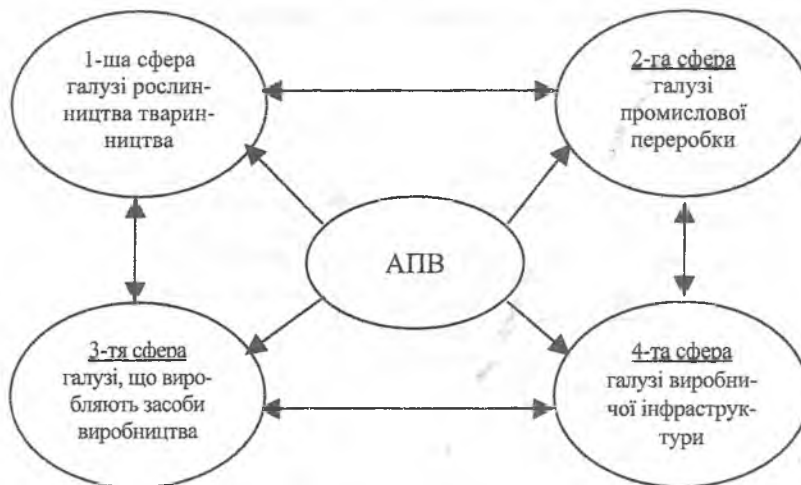 1-ша сфера
галузі рослин-
ництва тварин-
ництва
2-га сфера
галузі
промислової
переробки
АПВ
3-тя сфера
галузі, що виро-
бляють засоби
виробництва
4-та сфера
галузі виробни-
чої інфраструк-
тури